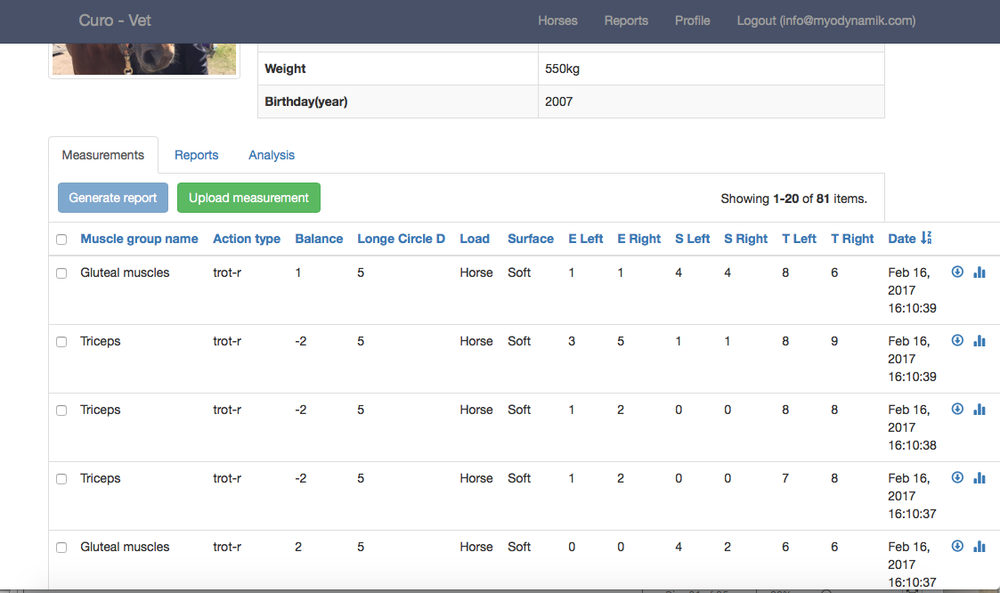 Curo - Vet Horses Reports Profile Logout (info@myodynamik.com)
Weight 550kg
Birthday(year) 2007
Measurements Reports Analysis
Generate report Upload measurement Showing 1-20 of 81 items.
Muscle group name Action type Balance Longe Circle D Load Surface E Left E Right S Left S Right T Left T Right Date
Gluteal muscles trot-r 1 5 Horse Soft 1 1 4 4 8 6 Feb 16,
2017
16:10:39
Triceps trot-r -2 5 Horse Soft 3 5 1 1 8 9 Feb 16,
2017
16:10:39
Triceps trot-r -2 5 Horse Soft 1 2 0 0 8 8 Feb 16,
2017
16:10:38
Triceps trot-r -2 5 Horse Soft 1 2 0 0 7 8 Feb 16,
2017
16:10:37
Gluteal muscles trot-r 2 5 Horse Soft 0 0 4 2 6 6 Feb 16,
2017
16:10:37